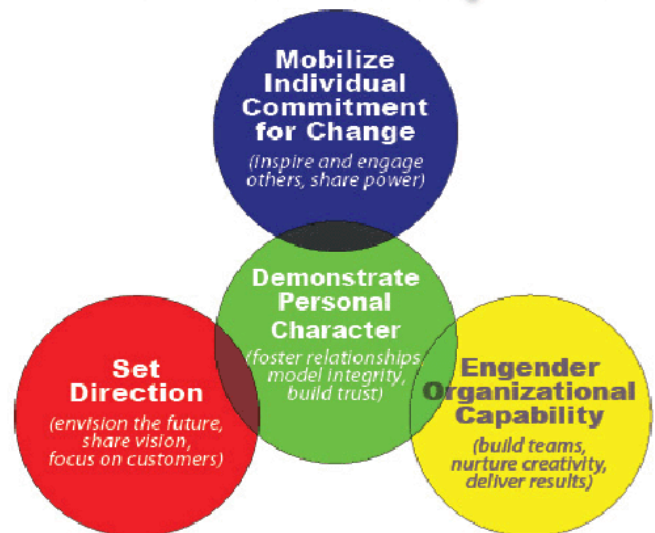 Mobilize
Individual
Commitment
for Change
(inspire and engage
others, share power)
Demonstrate
Personal
Character
(foster relationships
model integrity,
build trust)
Set
Direction
(envision the future,
share vision,
focus on customers)
Engender
Organizational
Capability
(build teams,
nurture creativity,
deliver results)